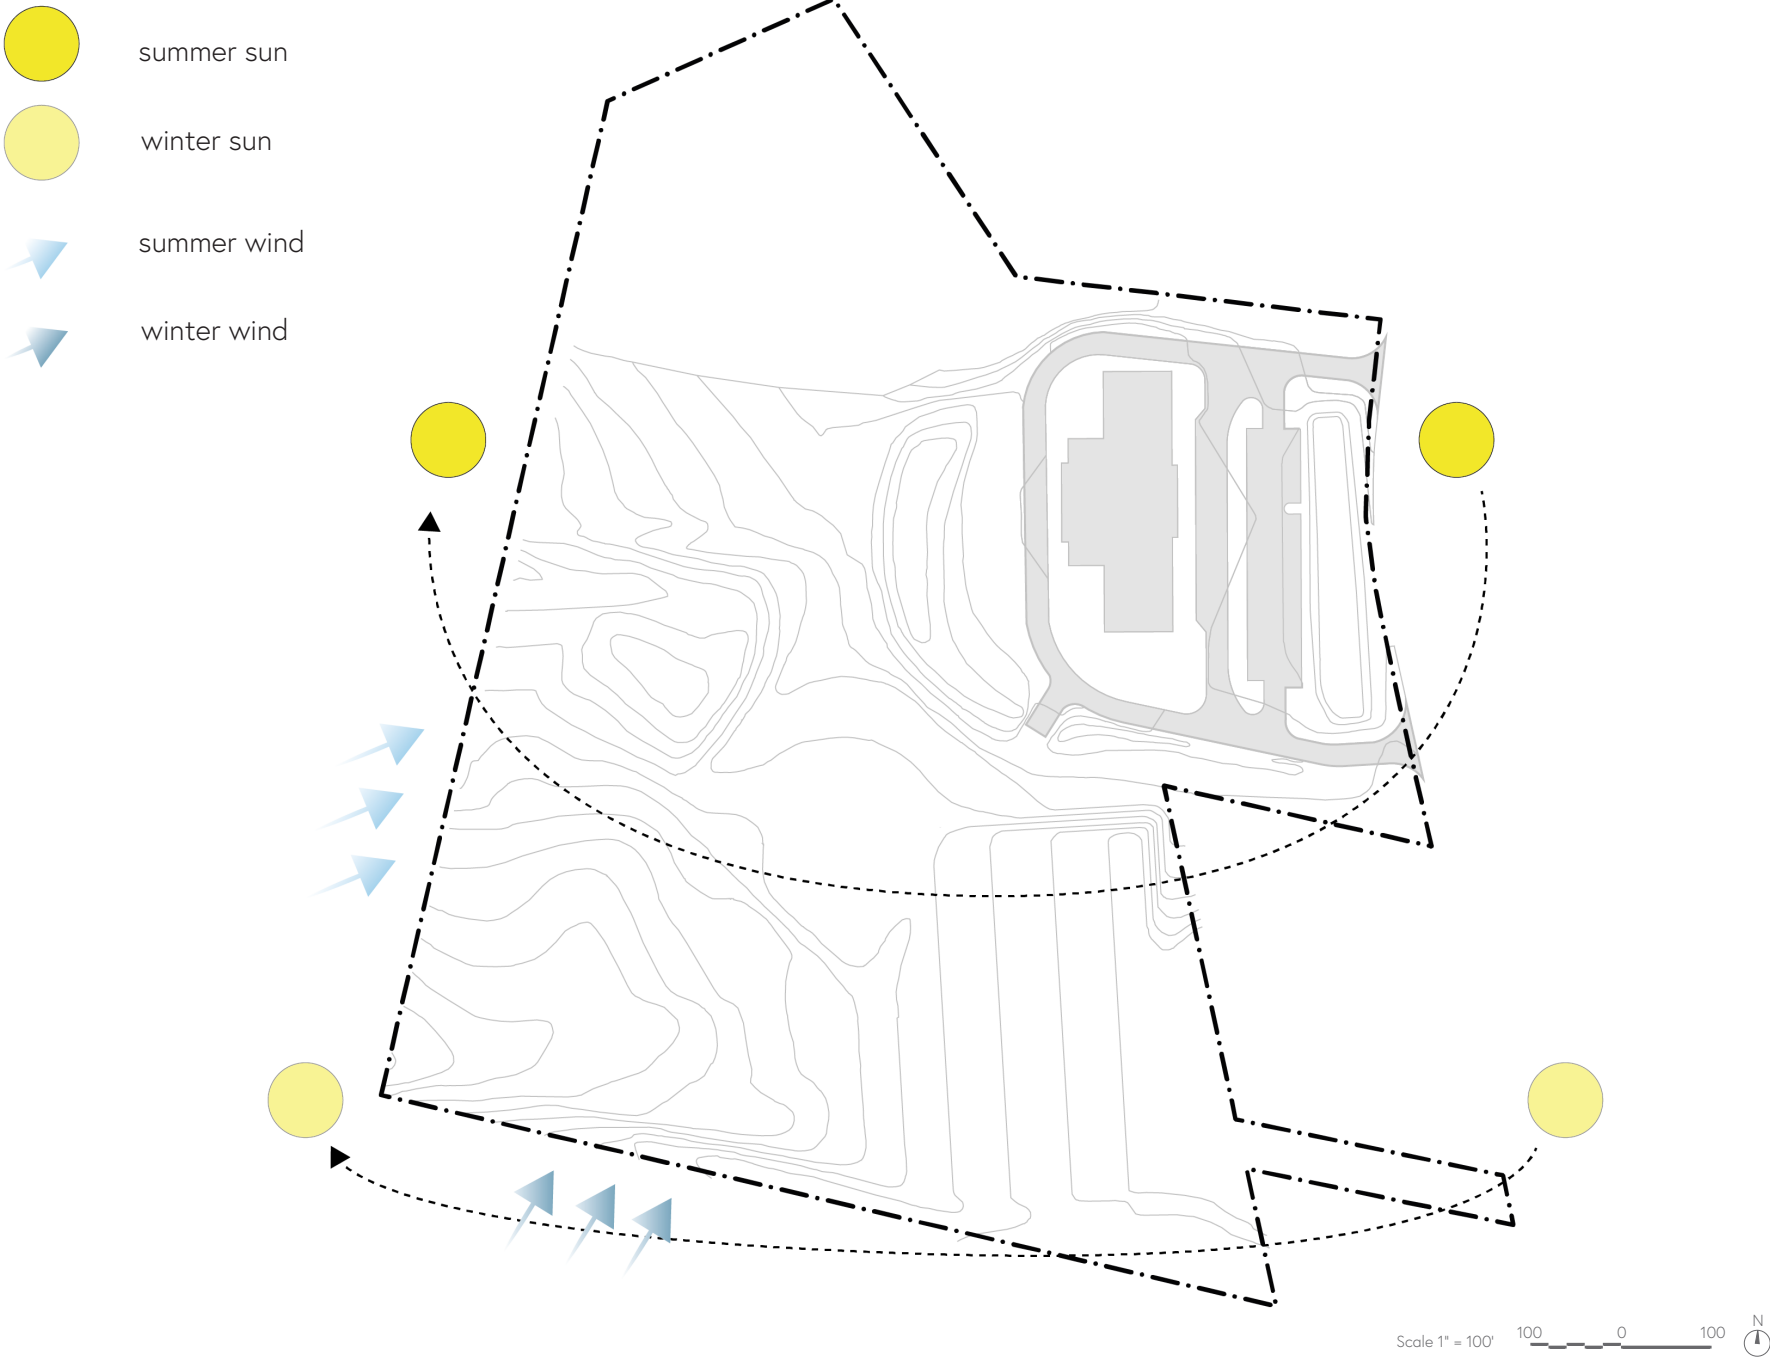 summer sun
winter sun
summer wind
winter wind
Scale 1" = 100'
100 0 100
N